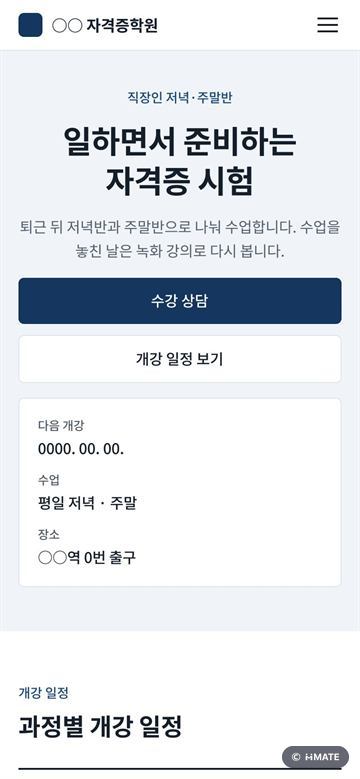 ○○ 자격증학원
직장인 저녁·주말반
일하면서 준비하는
자격증 시험
퇴근 뒤 저녁반과 주말반으로 나눠 수업합니다. 수업을
놓친 날은 녹화 강의로 다시 봅니다.
수강 상담
개강 일정 보기
다음 개강
0000. 00. 00.
수업
평일 저녁 · 주말
장소
○○역 0번 출구
개강 일정
과정별 개강 일정
© HMATE